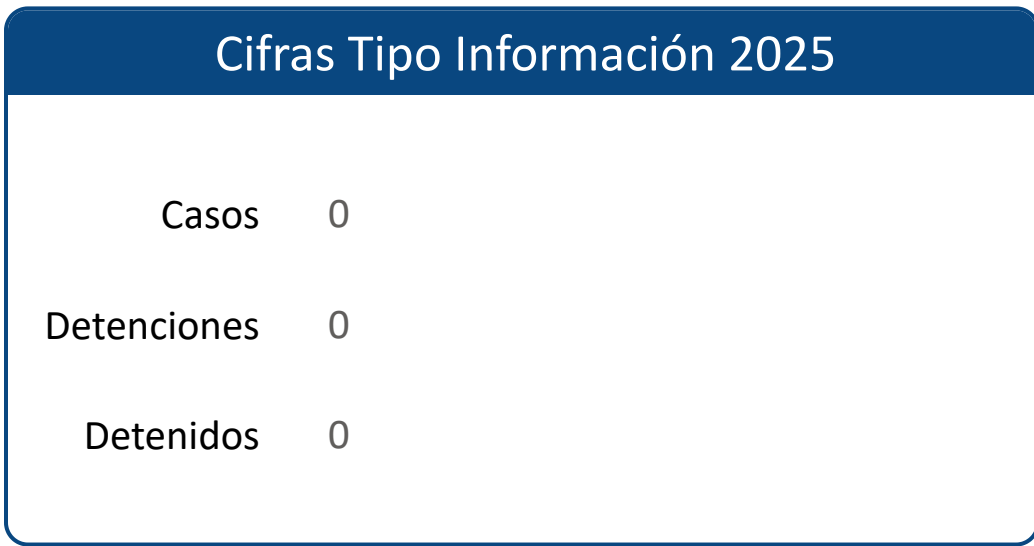 Cifras Tipo Información 2025
Casos 0
Detenciones 0
Detenidos 0